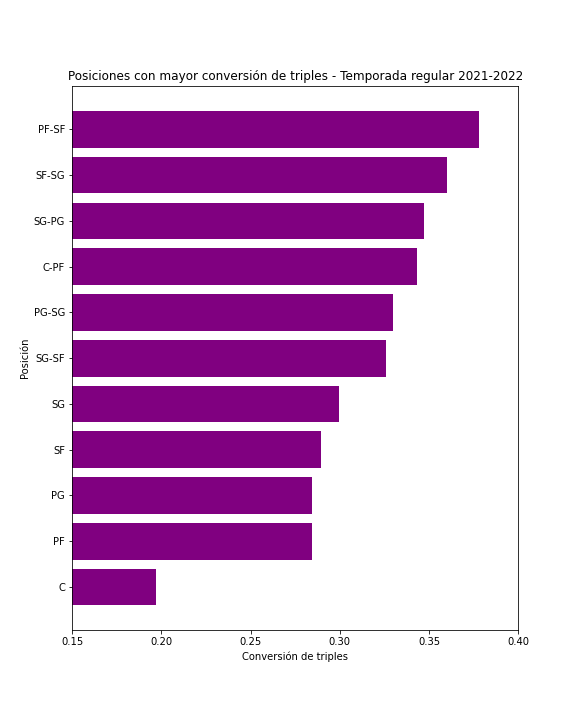 Posiciones con mayor conversión de triples - Temporada regular 2021-2022
PF-SF
SF-SG
SG-PG
C-PF
PG-SG
SG-SF
SG
SF
PG
PF
C
Posición
0.15 0.20 0.25 0.30 0.35 0.40
Conversión de triples